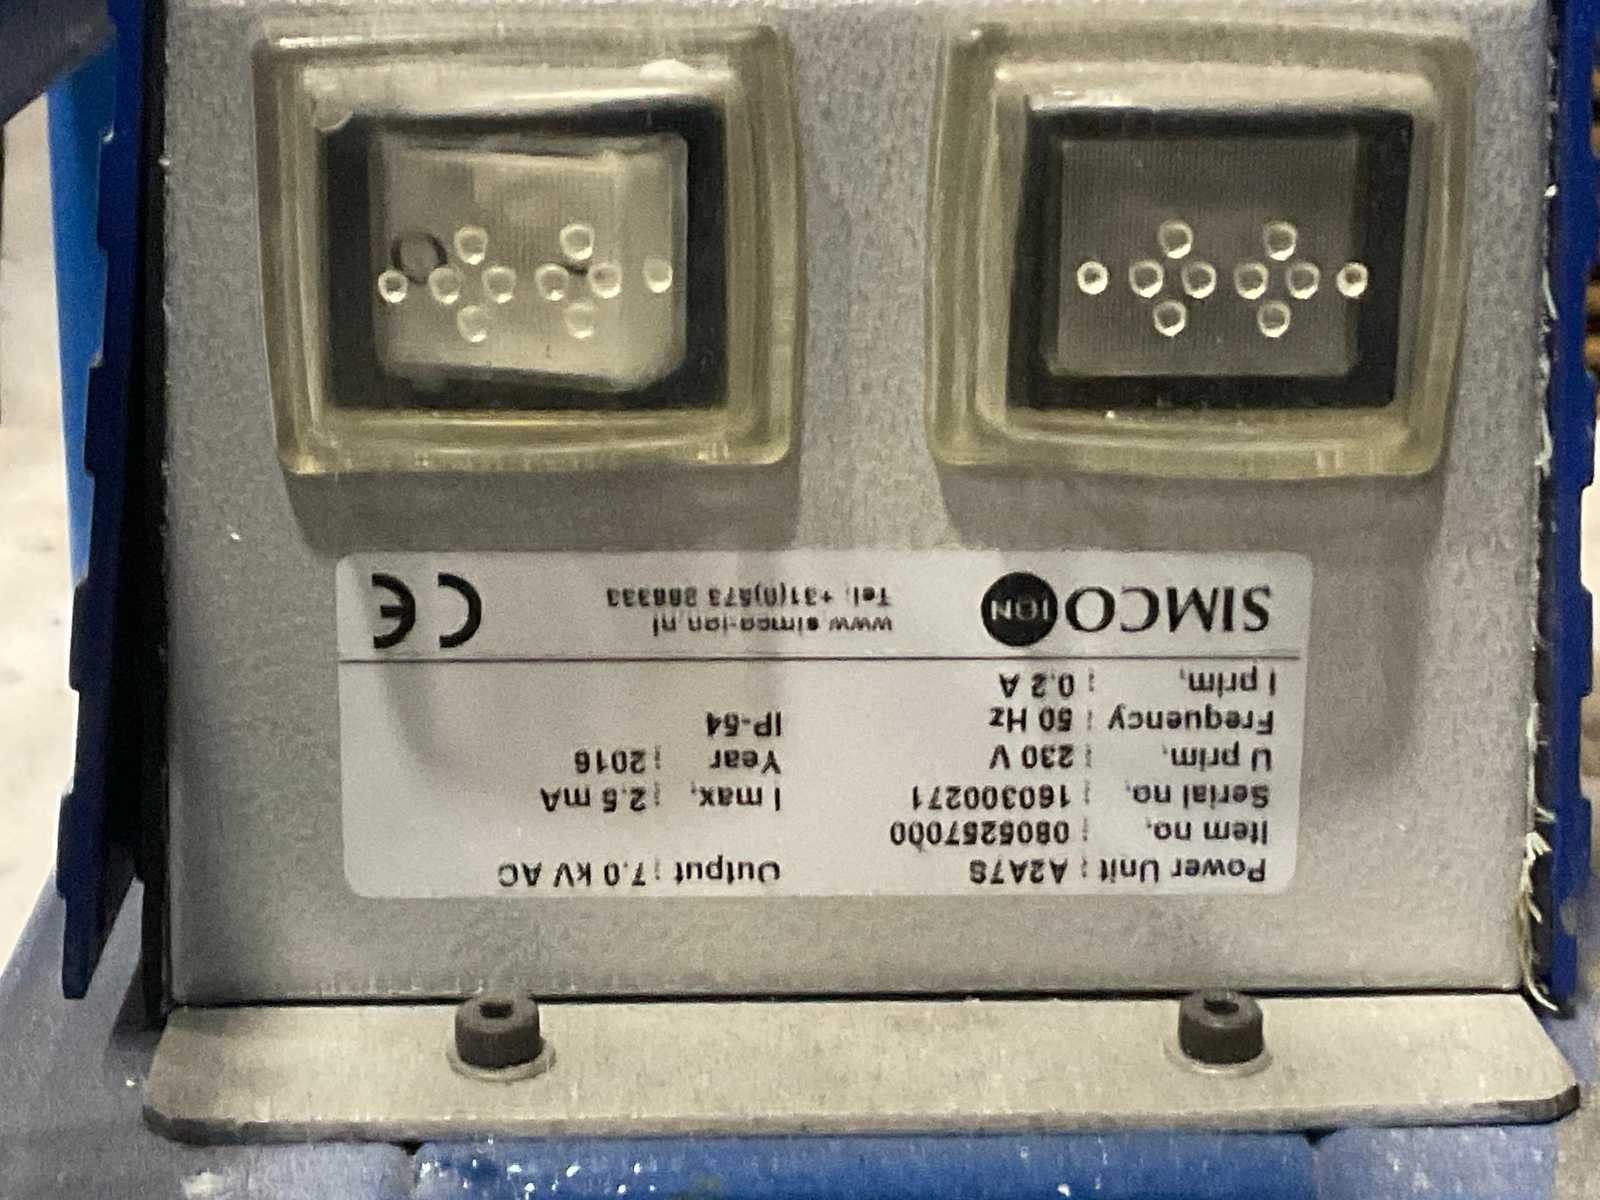 Power Unit : A2A7S Output : 7.0 kV AC
Item no. : 0805257000
Serial no. : 160300271 I max. : 2.5 mA
U prim. : 230 V Year : 2016
Frequency : 50 Hz IP-54
I prim. : 0.2 A
SIMCO ION www.simco-ion.nl CE
Tel: +31(0)573 288333